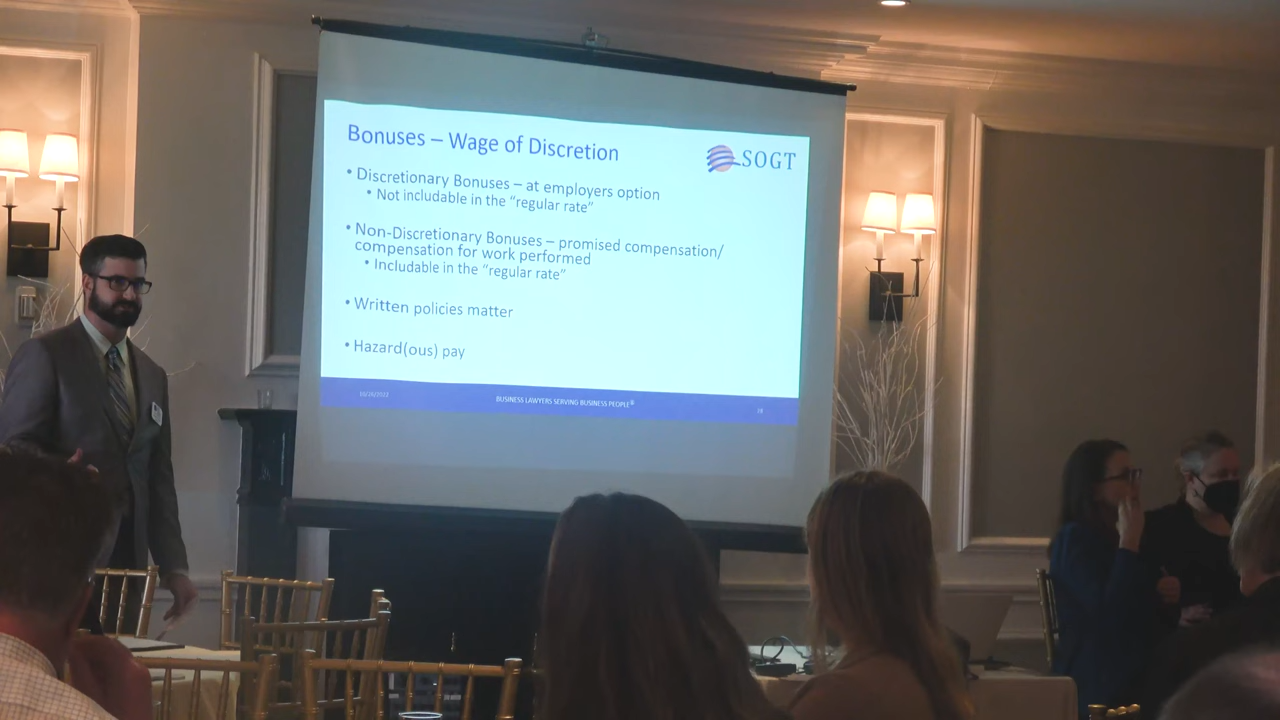 Bonuses – Wage of Discretion
SOGT
• Discretionary Bonuses – at employers option
• Not includable in the "regular rate"
• Non-Discretionary Bonuses – promised compensation/
compensation for work performed
• Includable in the "regular rate"
• Written policies matter
• Hazard(ous) pay
BUSINESS LAWYERS SERVING BUSINESS PEOPLE®